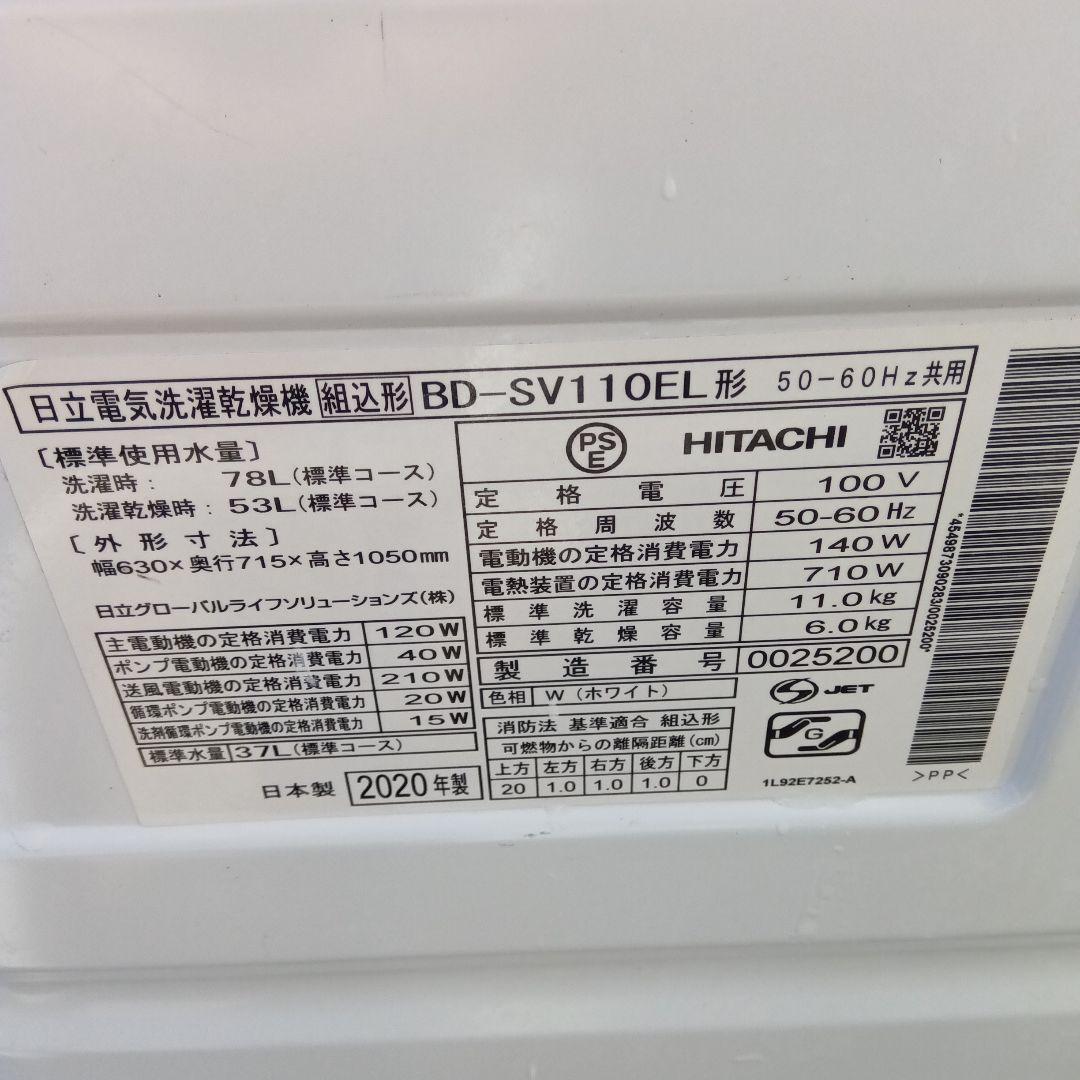 日立電気洗濯乾燥機 組込形 BD-SV110EL形 50-60Hz共用
[標準使用水量]
洗濯時: 78L(標準コース)
洗濯乾燥時: 53L(標準コース)
[外形寸法]
幅630×奥行715×高さ1050mm
日立グローバルライフソリューションズ(株)
主電動機の定格消費電力 120W
ポンプ電動機の定格消費電力 40W
送風電動機の定格消費電力 210W
循環ポンプ電動機の定格消費電力 20W
洗剤循環ポンプ電動機の定格消費電力 15W
標準水量 37L(標準コース)
日本製 2020年製
PS
E
HITACHI
定格電圧 100V
定格周波数 50-60Hz
電動機の定格消費電力 140W
電熱装置の定格消費電力 710W
標準洗濯容量 11.0kg
標準乾燥容量 6.0kg
製造番号 0025200
色相 W(ホワイト)
消防法 基準適合 組込形
可燃物からの離隔距離(cm)
上方 左方 右方 後方 下方
20 1.0 1.0 1.0 0
JET
G
1L92E7252-A
*4549873090283/0025200*
>PP<